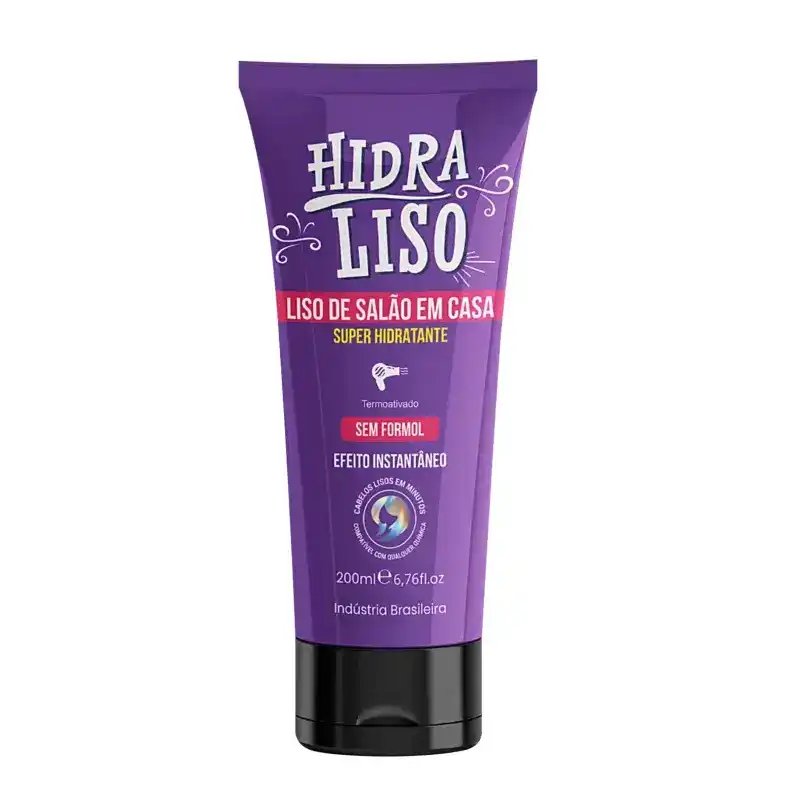 HIDRA
LISO
LISO DE SALÃO EM CASA
SUPER HIDRATANTE
Termoativado
SEM FORMOL
EFEITO INSTANTÂNEO
CABELOS LISOS EM MINUTOS
COMPATÍVEL COM QUALQUER QUÍMICA
200ml℮6,76fl.oz
Indústria Brasileira